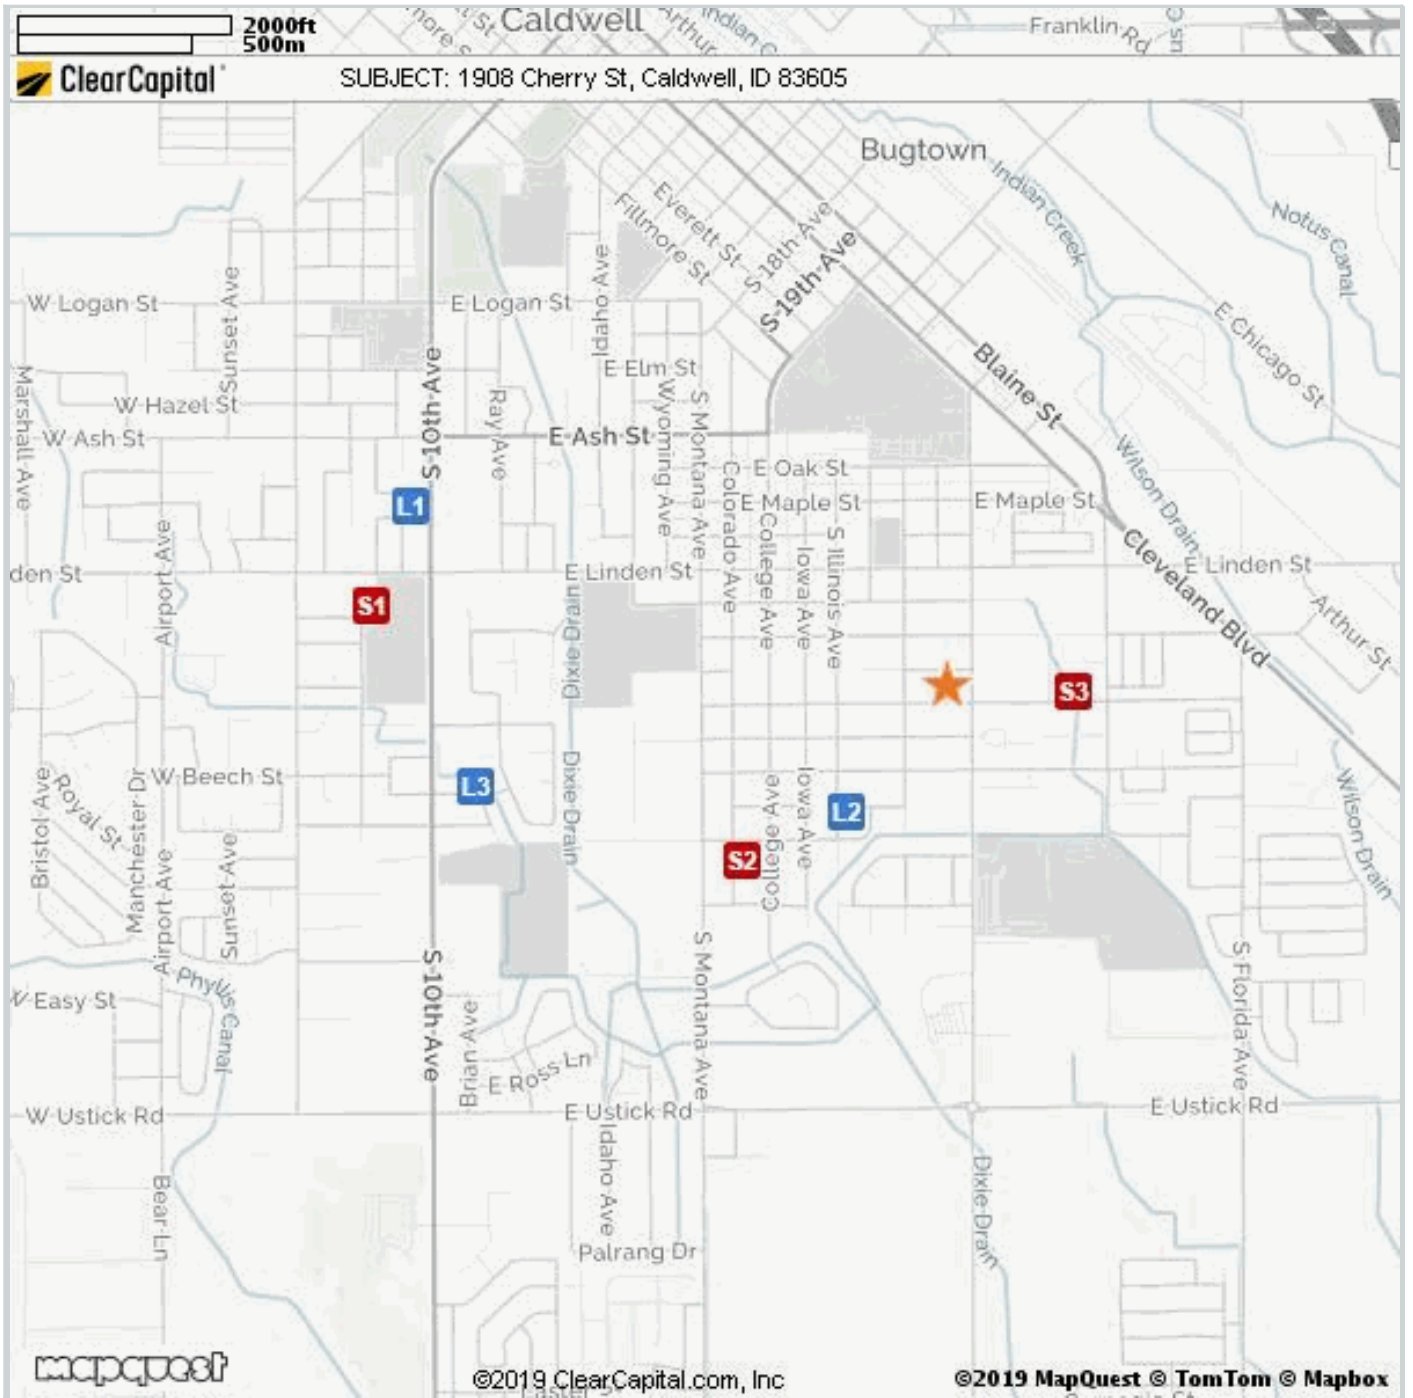 2000ft
500m
Caldwell
Arthur
Indian C
Franklin Rd
ClearCapital
SUBJECT: 1908 Cherry St, Caldwell, ID 83605
Bugtown
Indian Creek
Notus Canal
Everett St
Fillmore St
S 18th Ave
S 19th Ave
W Logan St
E Logan St
Idaho Ave
Sunset Ave
E Chicago St
Blaine St
S 10th Ave
E Elm St
Marshall Ave
W Hazel St
Ray Ave
Wyoming Ave
S Montana Ave
W Ash St
E Ash St
Wilson Drain
E Oak St
Colorado Ave
L1
E Maple St
E Maple St
College Ave
Iowa Ave
S Illinois Ave
Airport Ave
Cleveland Blvd
den St
E Linden St
E Linden St
S1
Dixie Drain
Arthur St
S3
Dixie Drain
W Beech St
L3
Bristol Ave
Royal St
Manchester Dr
Iowa Ave
College Ave
L2
Wilson Drain
S2
Airport Ave
Sunset Ave
S 10th Ave
S Montana Ave
S Florida Ave
Phyllis Canal
W Easy St
Brian Ave
E Ross Ln
W Ustick Rd
E Ustick Rd
E Ustick Rd
Idaho Ave
Bear Ln
Dixie Drain
Palrang Dr
mapquest
©2019 ClearCapital.com, Inc
©2019 MapQuest © TomTom © Mapbox